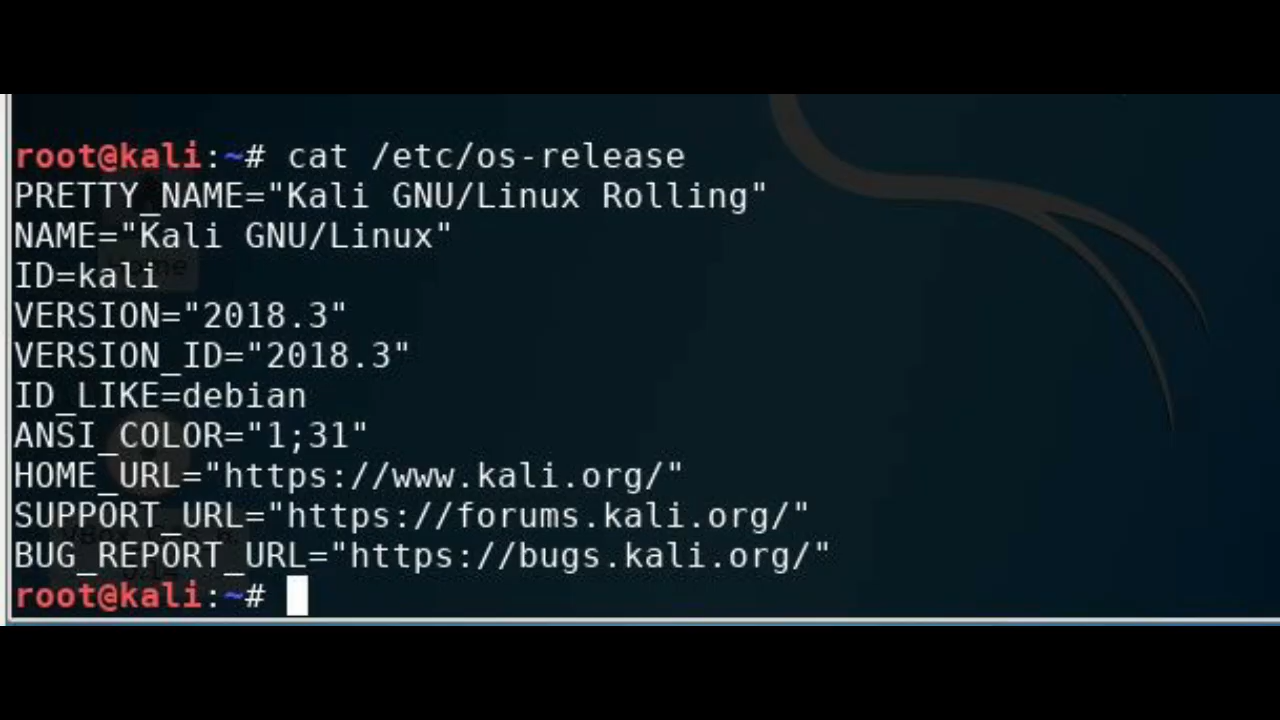 root@kali:~# cat /etc/os-release
PRETTY_NAME="Kali GNU/Linux Rolling"
NAME="Kali GNU/Linux"
ID=kali
VERSION="2018.3"
VERSION_ID="2018.3"
ID_LIKE=debian
ANSI_COLOR="1;31"
HOME_URL="https://www.kali.org/"
SUPPORT_URL="https://forums.kali.org/"
BUG_REPORT_URL="https://bugs.kali.org/"
root@kali:~#